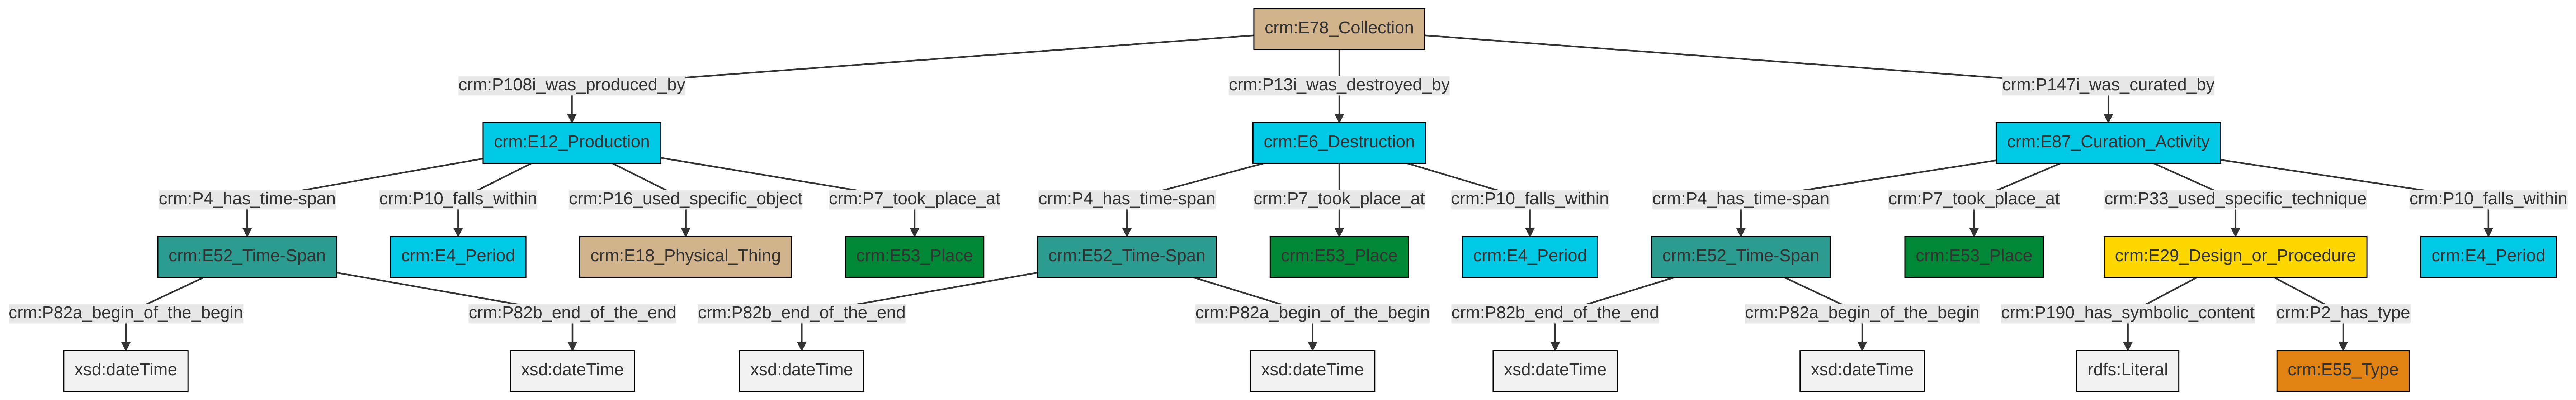 crm:E78_Collection
crm:P108i_was_produced_by
crm:P13i_was_destroyed_by
crm:P147i_was_curated_by
crm:E12_Production
crm:E6_Destruction
crm:E87_Curation_Activity
crm:P4_has_time-span
crm:P10_falls_within
crm:P16_used_specific_object
crm:P7_took_place_at
crm:P4_has_time-span
crm:P7_took_place_at
crm:P10_falls_within
crm:P4_has_time-span
crm:P7_took_place_at
crm:P33_used_specific_technique
crm:P10_falls_within
crm:E52_Time-Span
crm:E4_Period
crm:E18_Physical_Thing
crm:E53_Place
crm:E52_Time-Span
crm:E53_Place
crm:E4_Period
crm:E52_Time-Span
crm:E53_Place
crm:E29_Design_or_Procedure
crm:E4_Period
crm:P82a_begin_of_the_begin
crm:P82b_end_of_the_end
crm:P82b_end_of_the_end
crm:P82a_begin_of_the_begin
crm:P82b_end_of_the_end
crm:P82a_begin_of_the_begin
crm:P190_has_symbolic_content
crm:P2_has_type
xsd:dateTime
xsd:dateTime
xsd:dateTime
xsd:dateTime
xsd:dateTime
xsd:dateTime
rdfs:Literal
crm:E55_Type